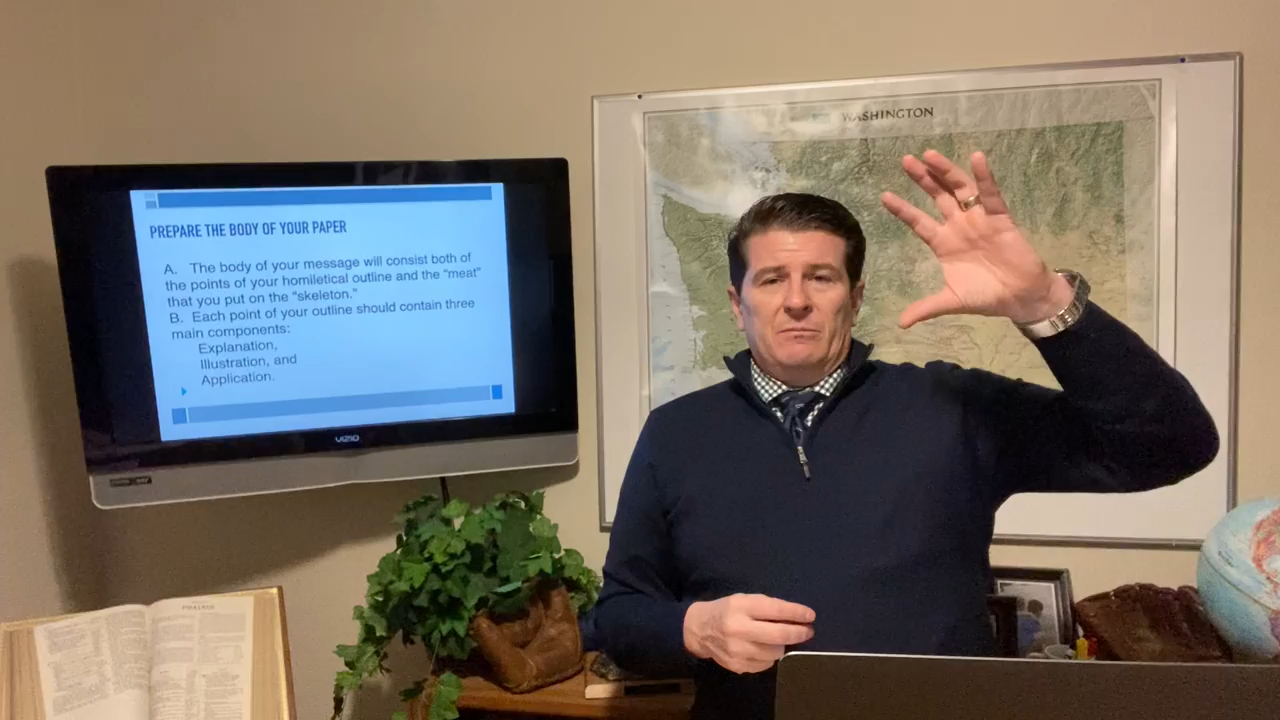 WASHINGTON
PREPARE THE BODY OF YOUR PAPER
A. The body of your message will consist both of
the points of your homiletical outline and the "meat"
that you put on the "skeleton."
B. Each point of your outline should contain three
main components:
Explanation,
Illustration, and
Application.
VIZIO
PSALMS